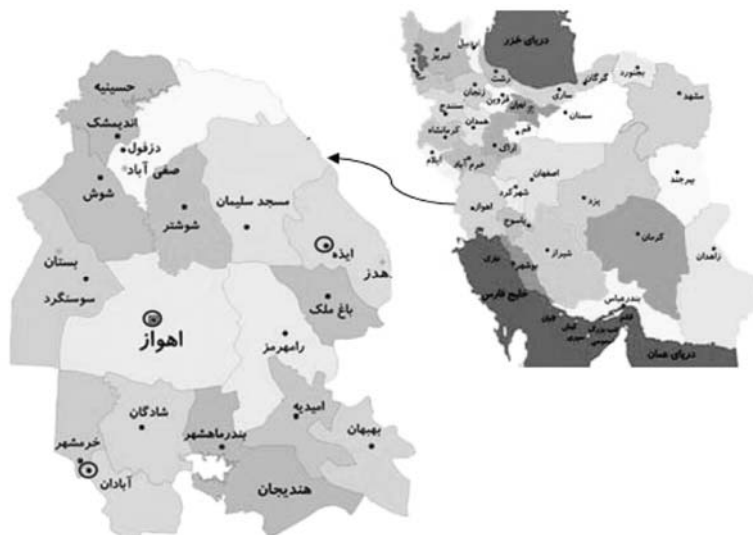 حسینیه
اندیمشک
دزفول
صفی آباد
شوش
شوشتر
مسجد سلیمان
ایذه
هدز
بستان
سوسنگرد
اهواز
باغ ملک
رامهرمز
شادگان
بندرماهشهر
امیدیه
بهبهان
خرمشهر
آبادان
هندیجان
دریای خزر
تبریز
رشت
گرگان
بجنورد
مشهد
زنجان
قزوین
ساری
سمنان
سنندج
همدان
قم
کرمانشاه
اراک
ایلام
خرم آباد
اصفهان
بیرجند
شهرکرد
یزد
اهواز
یاسوج
کرمان
زاهدان
شیراز
بوشهر
خلیج فارس
بندرعباس
دریای عمان